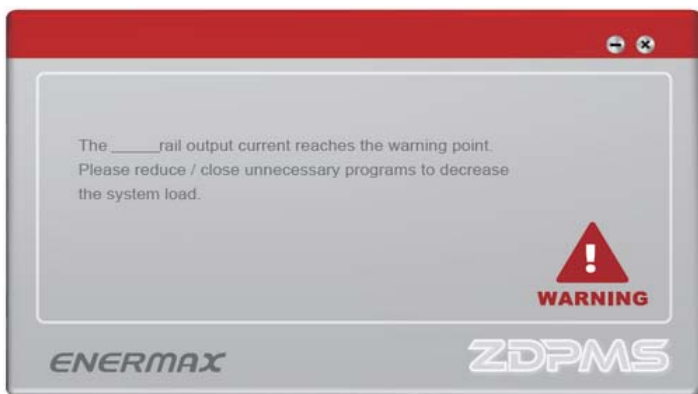 The _____rail output current reaches the warning point.
Please reduce / close unnecessary programs to decrease
the system load.
!
WARNING
ENERMAX
ZDPMS